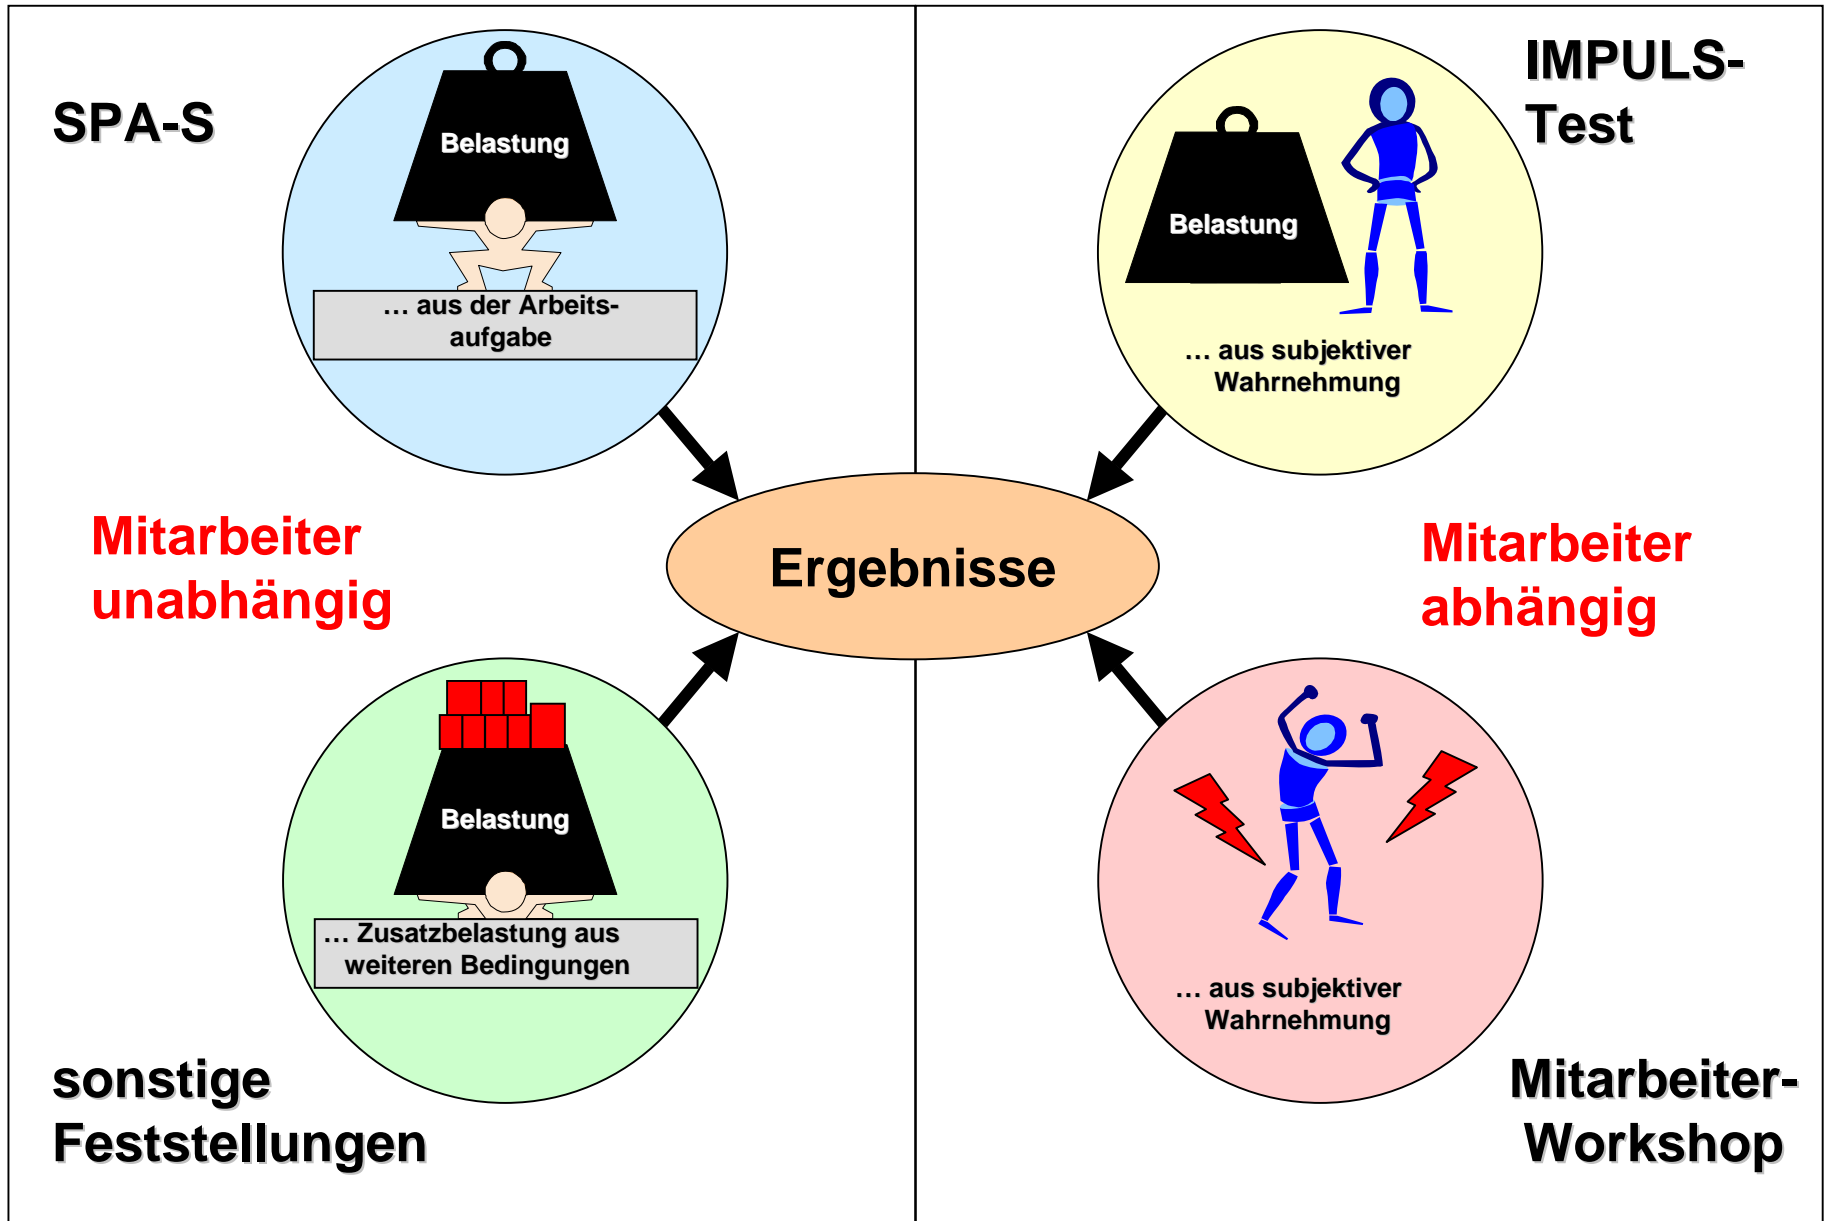 SPA-S
Belastung
… aus der Arbeits-
aufgabe
IMPULS-
Test
Belastung
… aus subjektiver
Wahrnehmung
Mitarbeiter
unabhängig
Ergebnisse
Mitarbeiter
abhängig
Belastung
… Zusatzbelastung aus
weiteren Bedingungen
sonstige
Feststellungen
… aus subjektiver
Wahrnehmung
Mitarbeiter-
Workshop